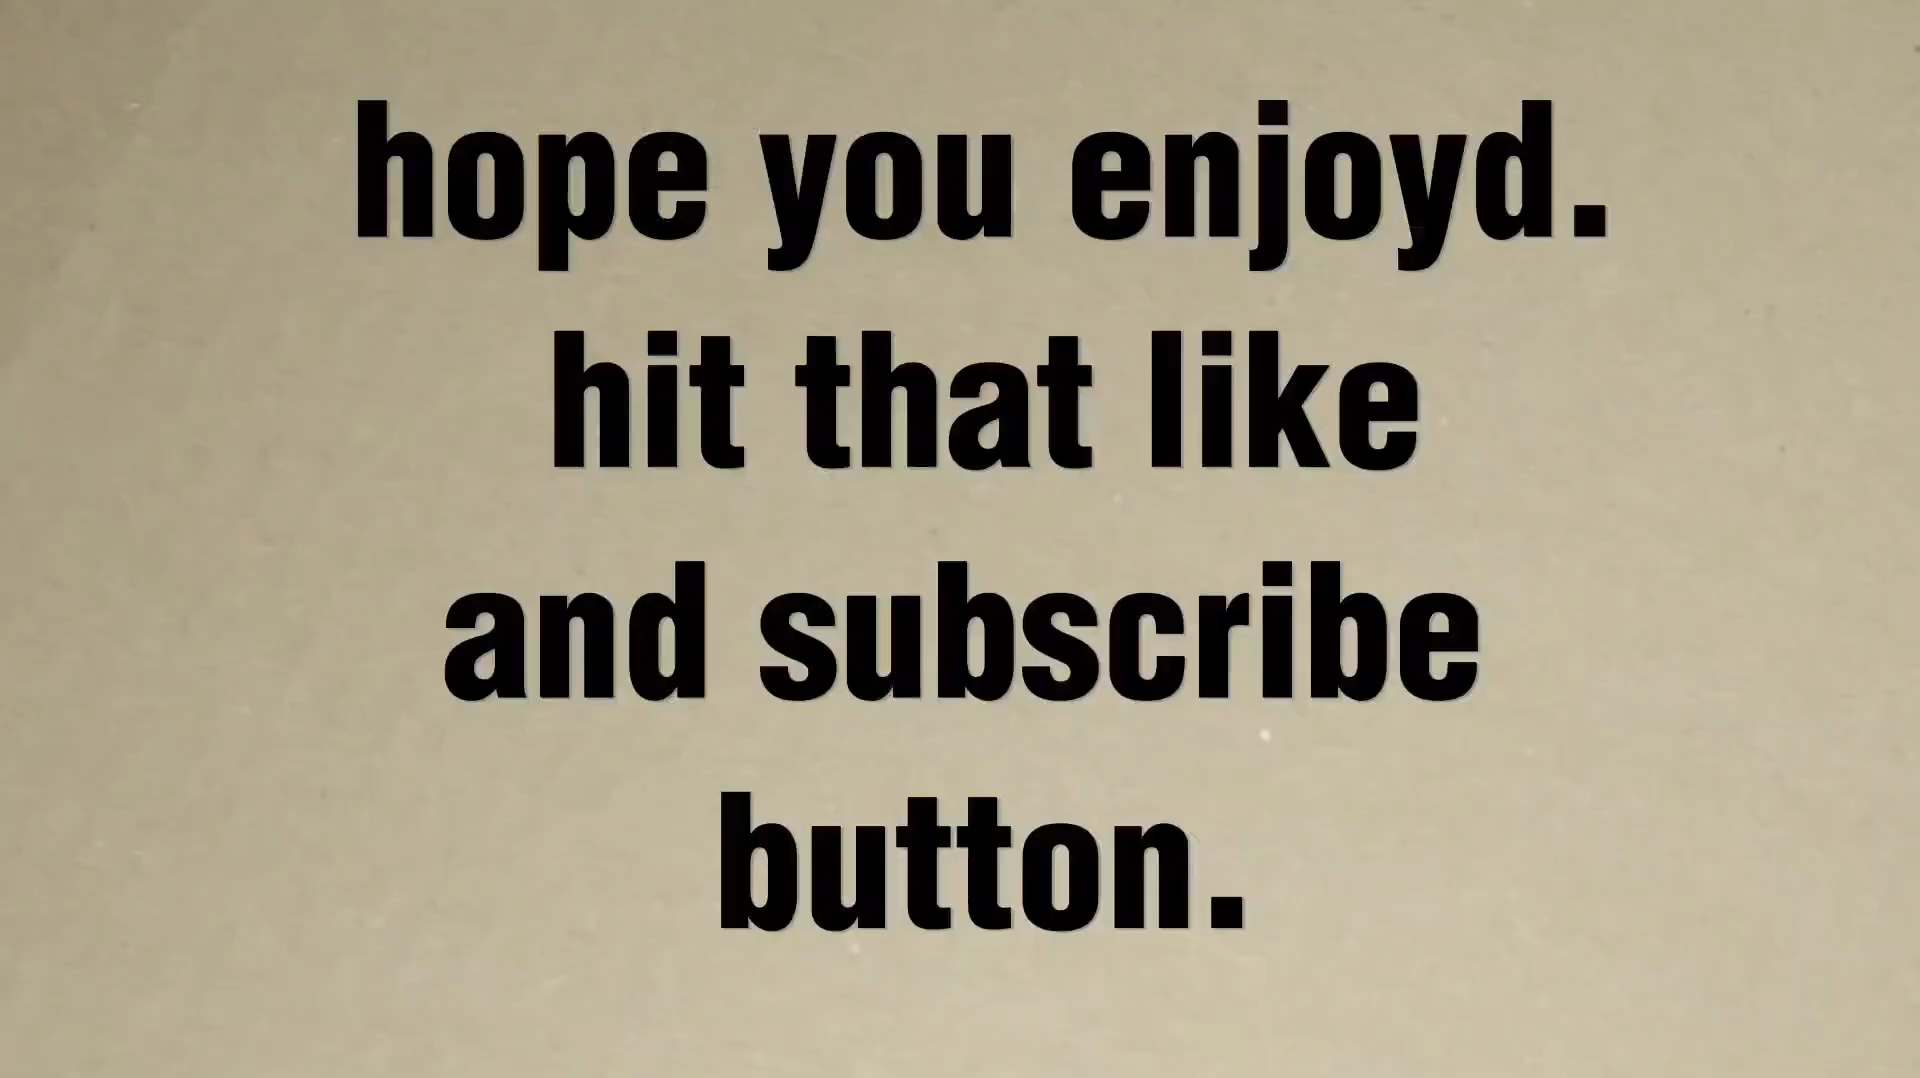 hope you enjoyd.
hit that like
and subscribe
button.